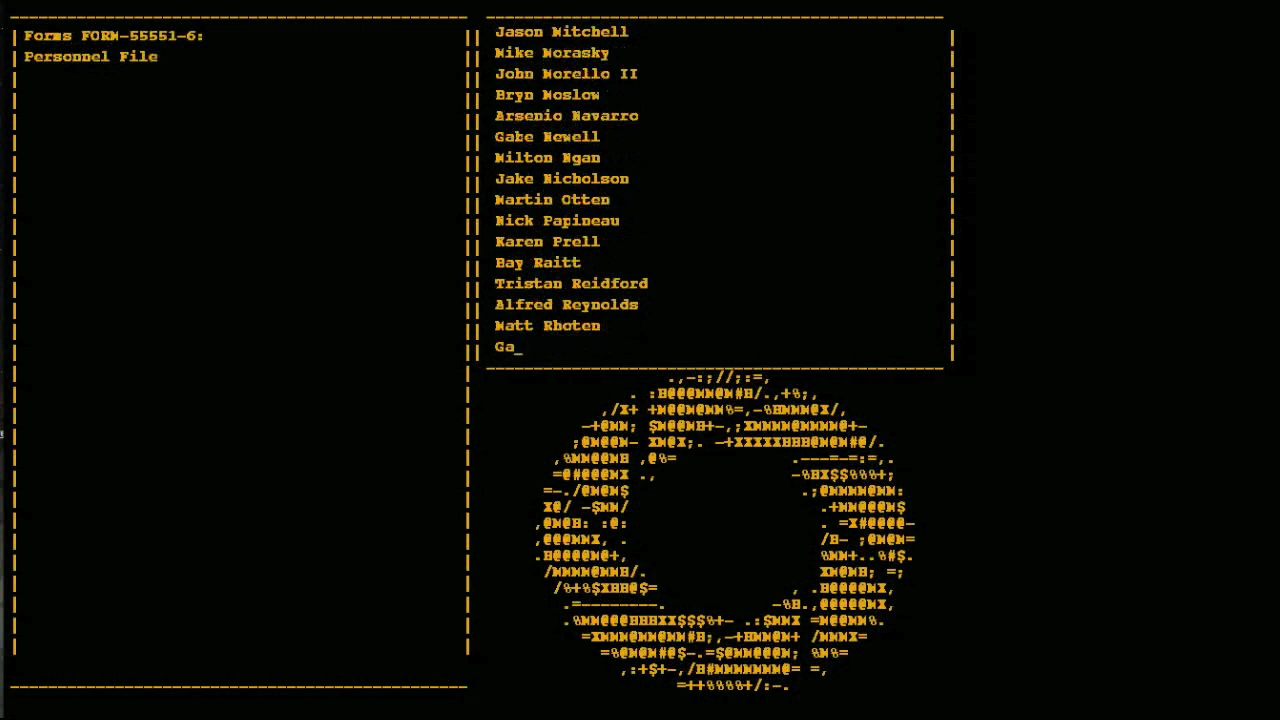 Forms FORM-55551-6:
Personnel File
Jason Mitchell
Mike Morasky
John Morello II
Bryn Moslow
Arsenio Navarro
Gabe Newell
Milton Ngan
Jake Nicholson
Martin Otten
Nick Papineau
Karen Prell
Bay Raitt
Tristan Reidford
Alfred Reynolds
Matt Rhoten
Ga_